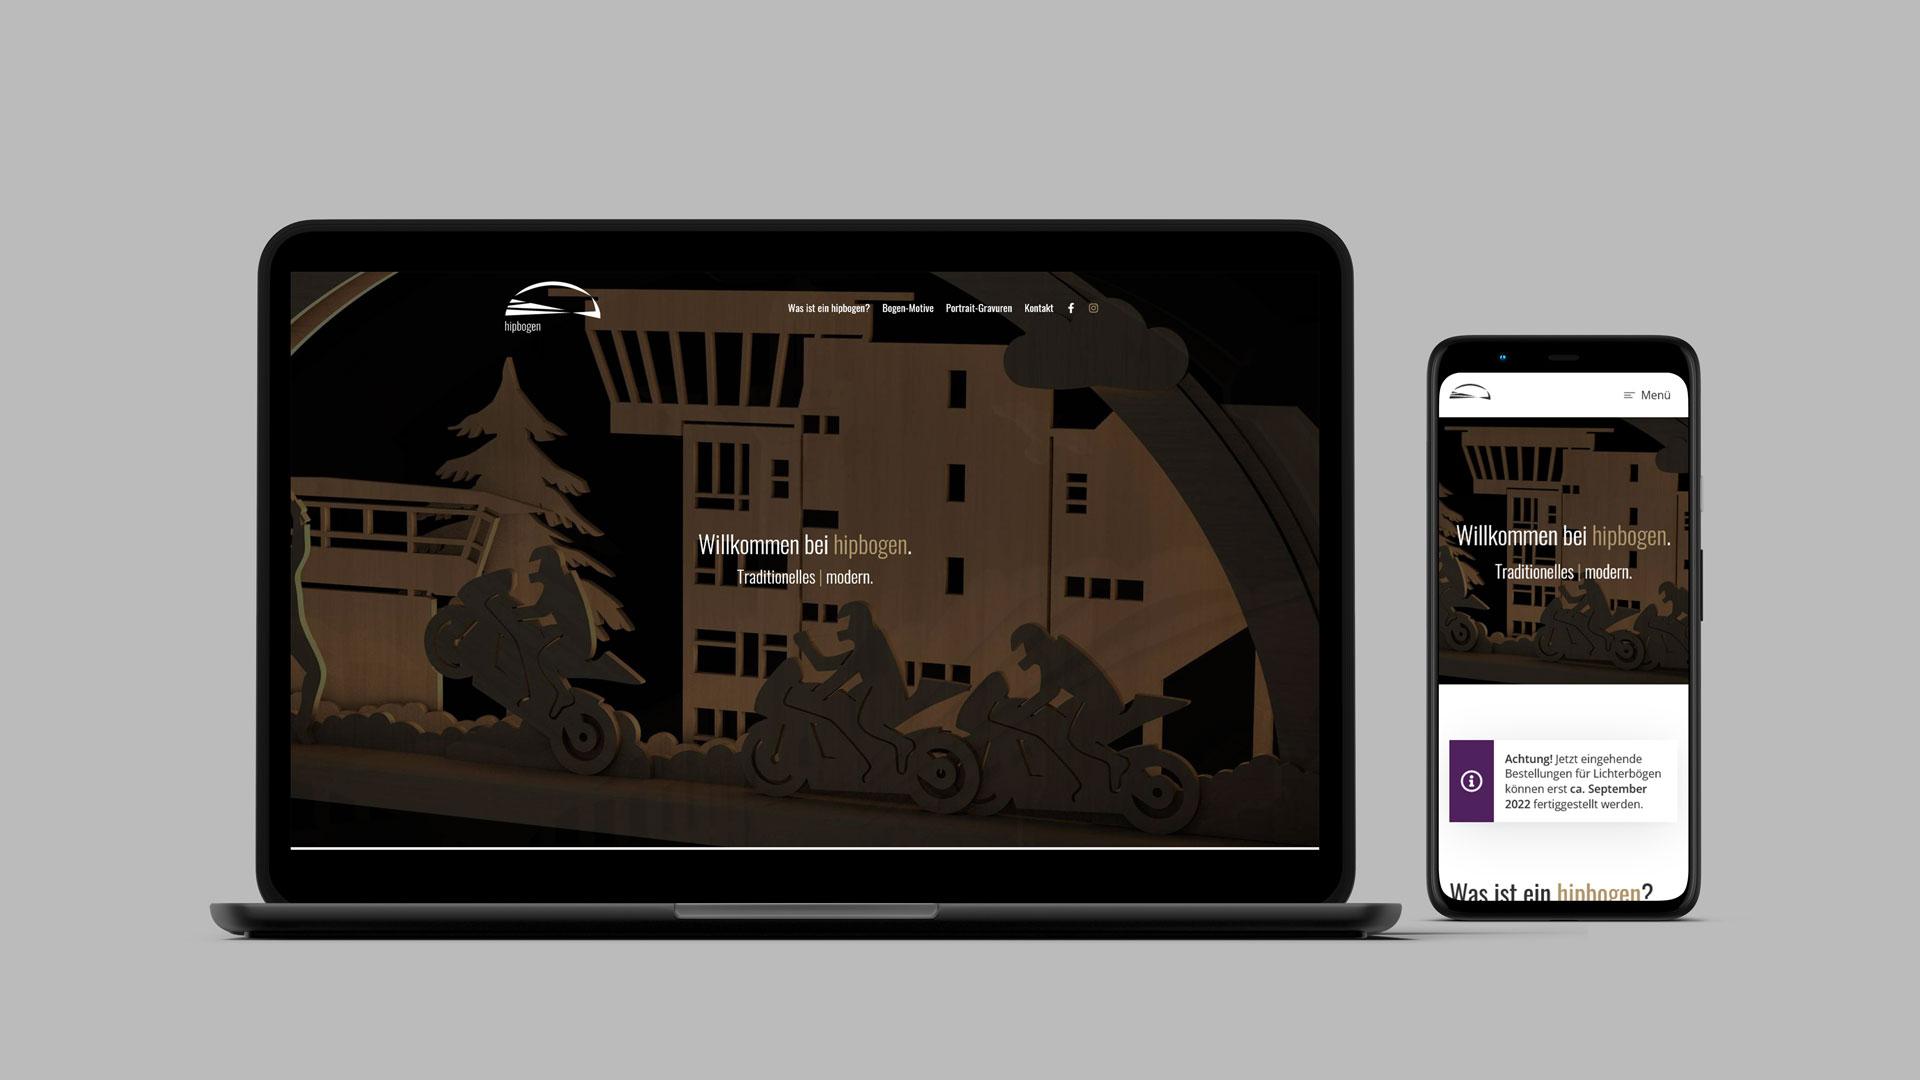 hipbogen
Was ist ein hipbogen? Bogen-Motive Portrait-Gravuren Kontakt
Willkommen bei hipbogen.
Traditionelles | modern.
Menü
Willkommen bei hipbogen.
Traditionelles | modern.
Achtung! Jetzt eingehende
Bestellungen für Lichterbögen
können erst ca. September
2022 fertiggestellt werden.
Was ist ein hipbogen?